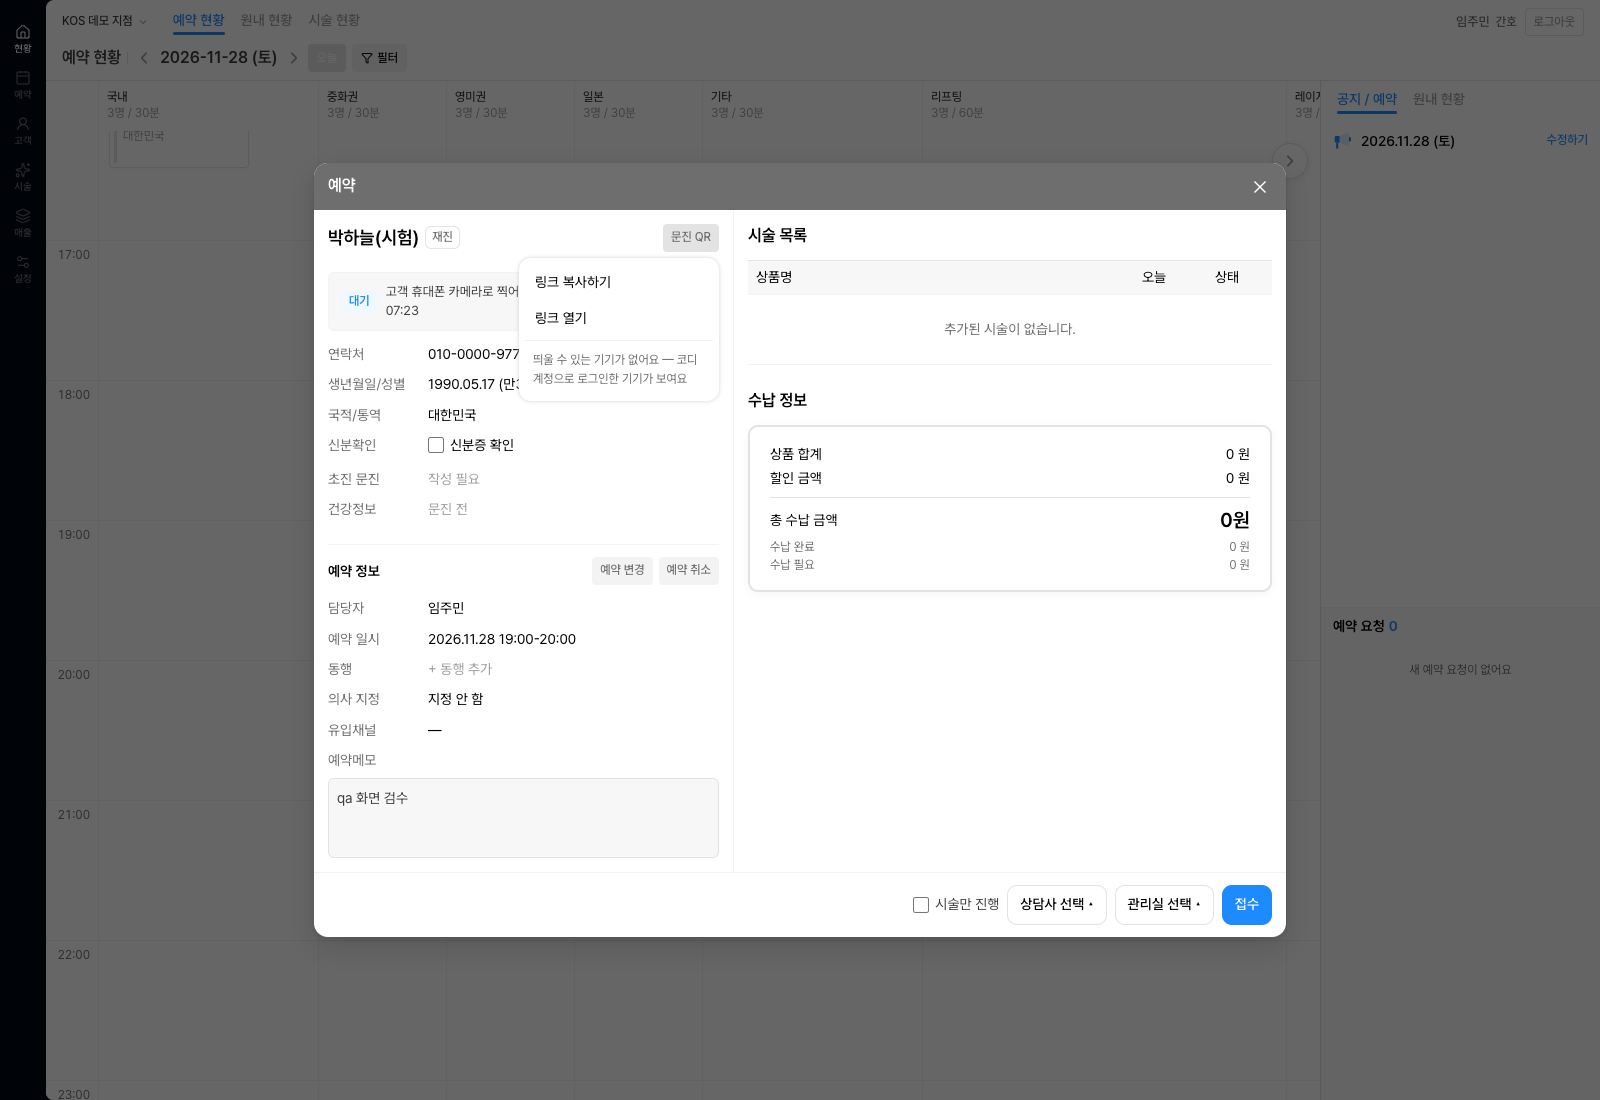 KOS 데모 지점
예약 현황
원내 현황
시술 현황
임주민 간호
로그아웃
현황
예약
고객
시술
매출
설정
예약 현황
2026-11-28 (토)
오늘
필터
국내
3명 / 30분
중화권
3명 / 30분
영미권
3명 / 30분
일본
3명 / 30분
기타
3명 / 30분
리프팅
3명 / 60분
레이저
3명 /
대한민국
17:00
18:00
19:00
20:00
21:00
22:00
23:00
공지 / 예약
원내 현황
2026.11.28 (토)
수정하기
예약 요청 0
새 예약 요청이 없어요
예약
박하늘(시험)
재진
문진 QR
대기
고객 휴대폰 카메라로 찍어
07:23
링크 복사하기
링크 열기
띄울 수 있는 기기가 없어요 — 코디
계정으로 로그인한 기기가 보여요
연락처
010-0000-977
생년월일/성별
1990.05.17 (만3
국적/통역
대한민국
신분확인
신분증 확인
초진 문진
작성 필요
건강정보
문진 전
예약 정보
예약 변경
예약 취소
담당자
임주민
예약 일시
2026.11.28 19:00-20:00
동행
+ 동행 추가
의사 지정
지정 안 함
유입채널
—
예약메모
qa 화면 검수
시술 목록
상품명
오늘
상태
추가된 시술이 없습니다.
수납 정보
상품 합계
0 원
할인 금액
0 원
총 수납 금액
0원
수납 완료
0 원
수납 필요
0 원
시술만 진행
상담사 선택
관리실 선택
접수